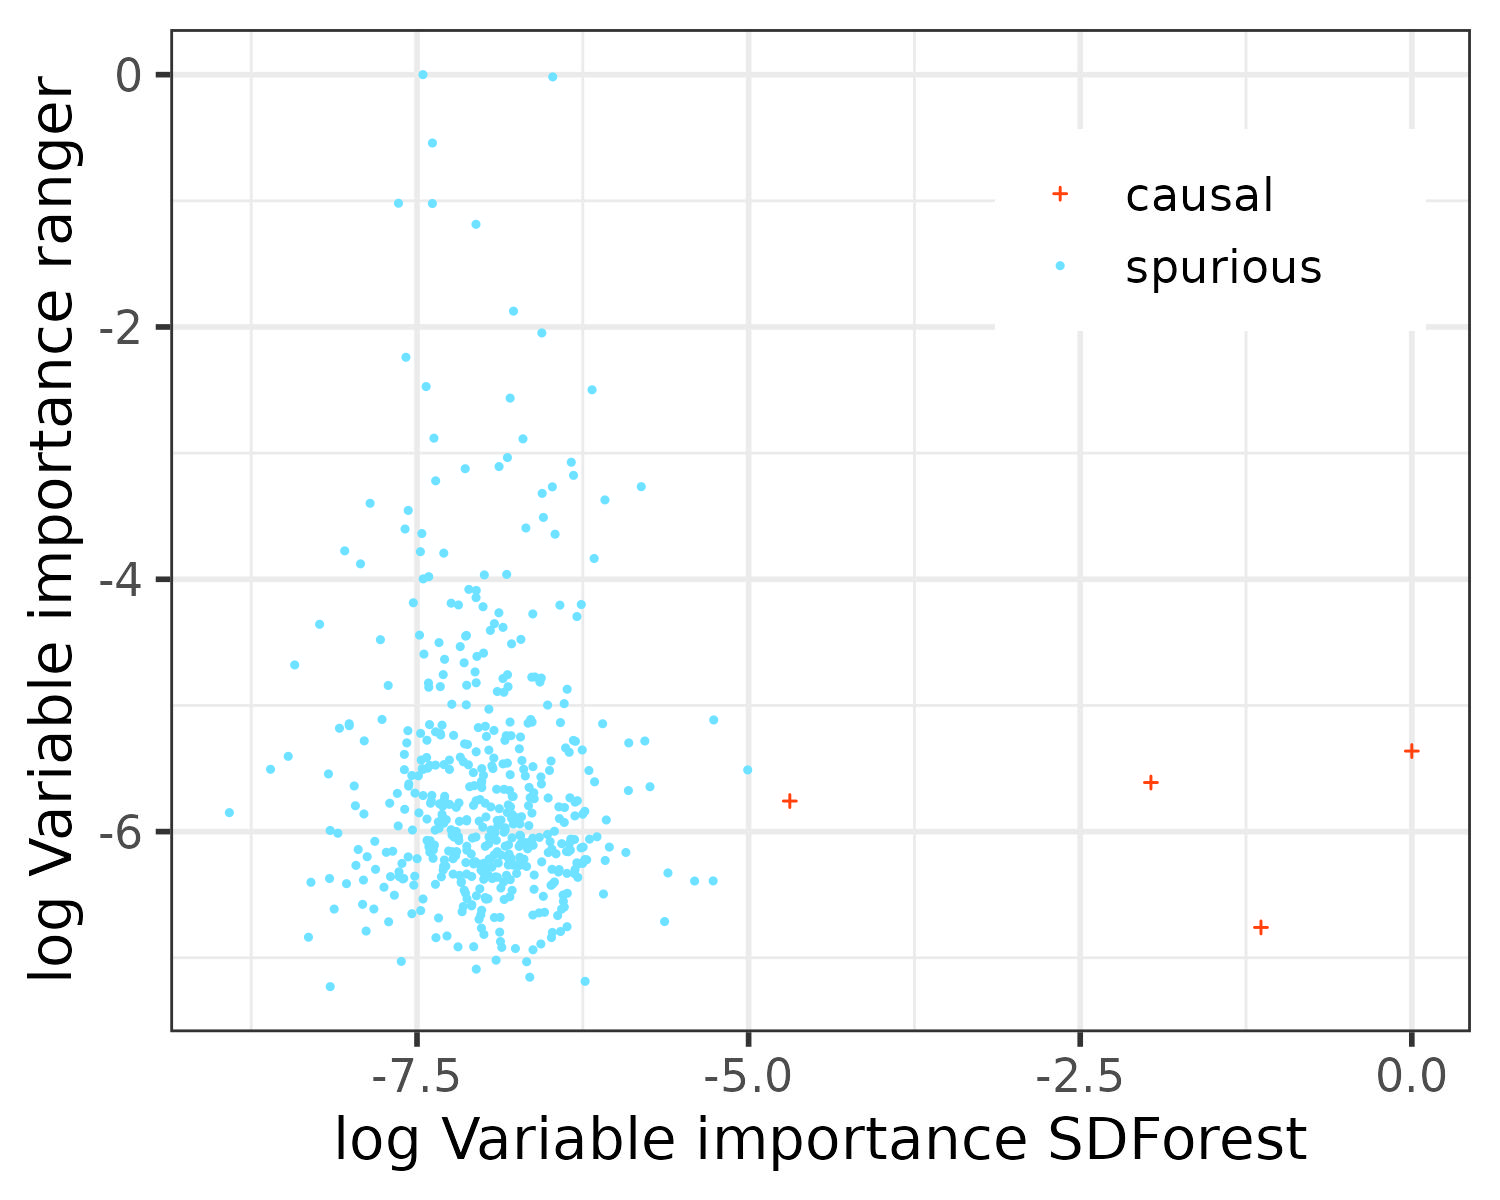 log Variable importance ranger
0
-2
-4
-6
causal
spurious
-7.5 -5.0 -2.5 0.0
log Variable importance SDForest